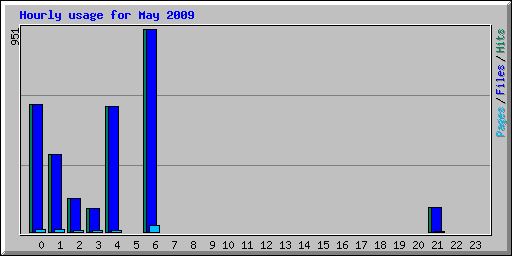 Hourly usage for May 2009
951
Pages/Files/Hits
0 1 2 3 4 5 6 7 8 9 10 11 12 13 14 15 16 17 18 19 20 21 22 23